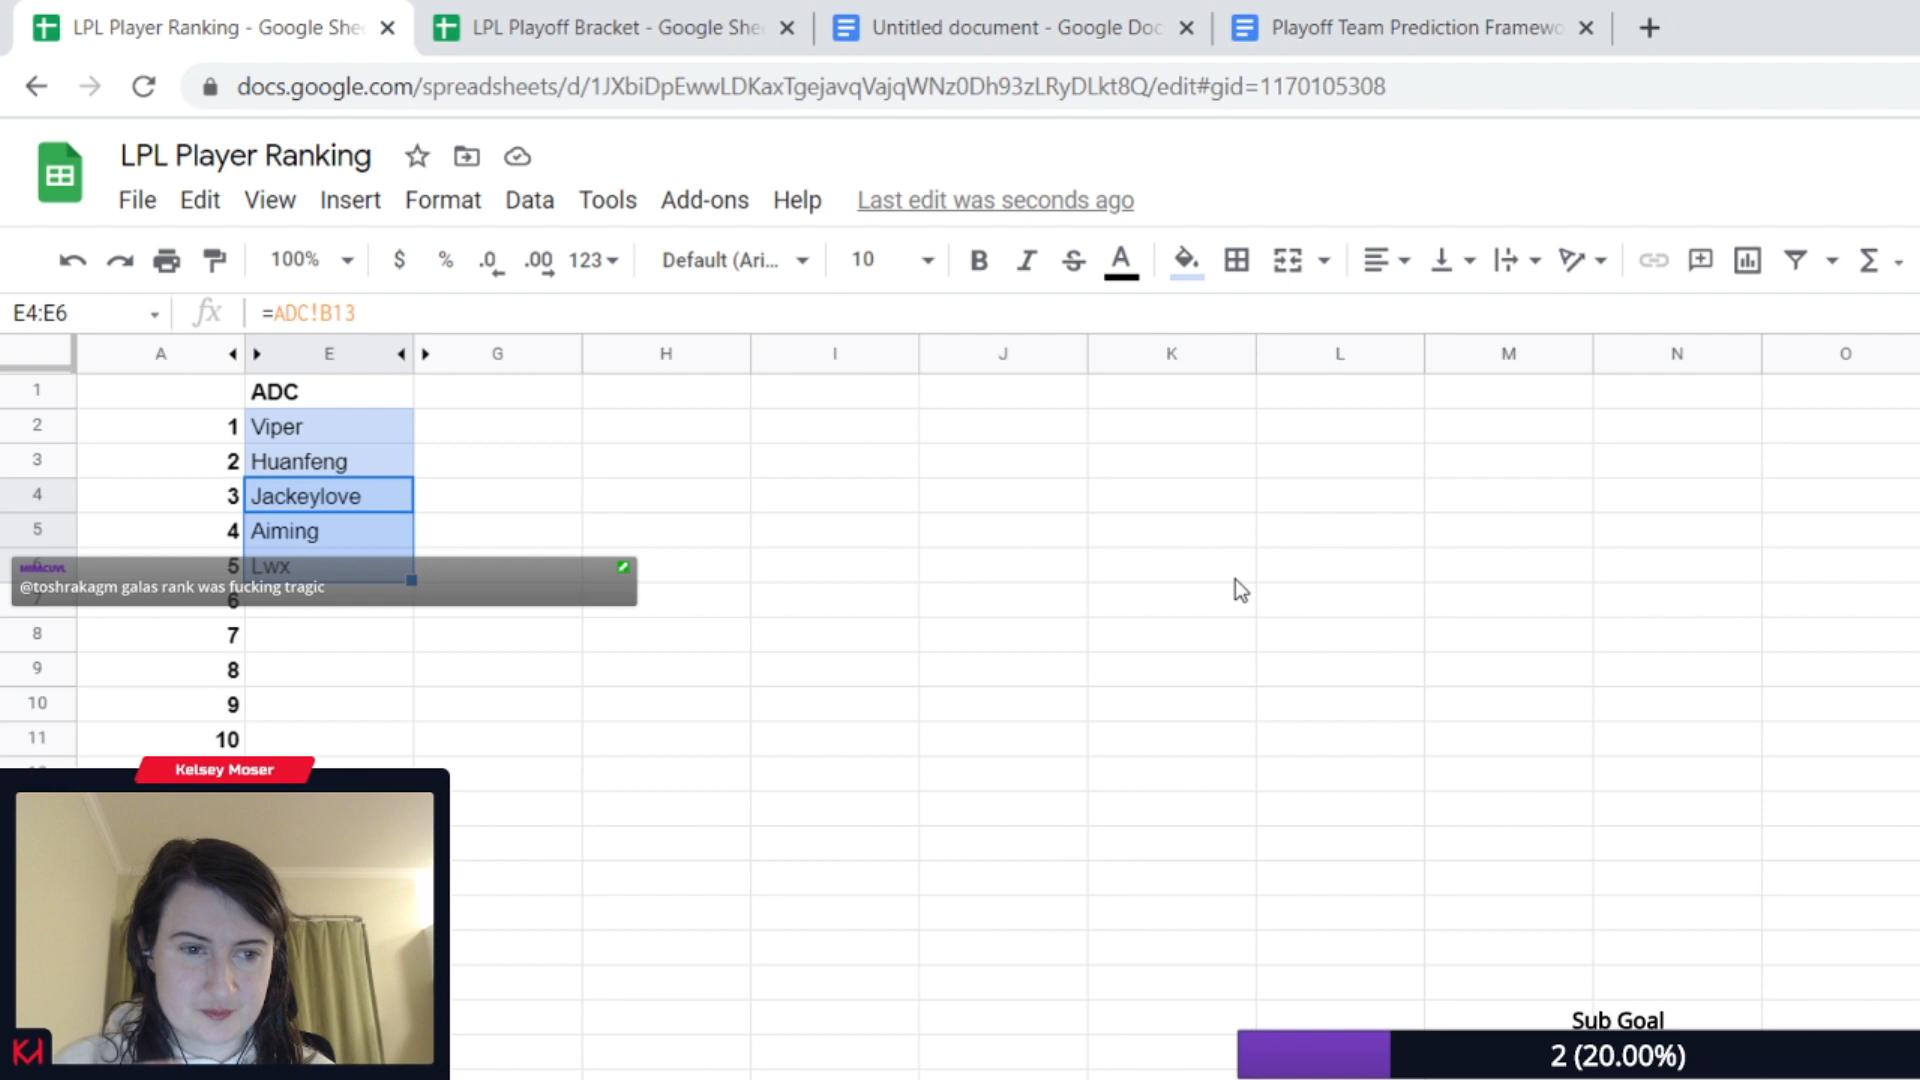 LPL Player Ranking - Google She
LPL Playoff Bracket - Google She
Untitled document - Google Doc
Playoff Team Prediction Framewo
docs.google.com/spreadsheets/d/1JXbiDpEwwLDKaxTgejavqVajqWNz0Dh93zLRyDLkt8Q/edit#gid=1170105308
LPL Player Ranking
File Edit View Insert Format Data Tools Add-ons Help Last edit was seconds ago
100% $ % .0 .00 123 Default (Ari... 10 B I S A
E4:E6 fx =ADC!B13
A E G H I J K L M N O
1 ADC
2 1 Viper
3 2 Huanfeng
4 3 Jackeylove
5 4 Aiming
5 Lwx
@toshrakagm galas rank was fucking tragic
6
8 7
9 8
10 9
11 10
Kelsey Moser
KM
Sub Goal
2 (20.00%)